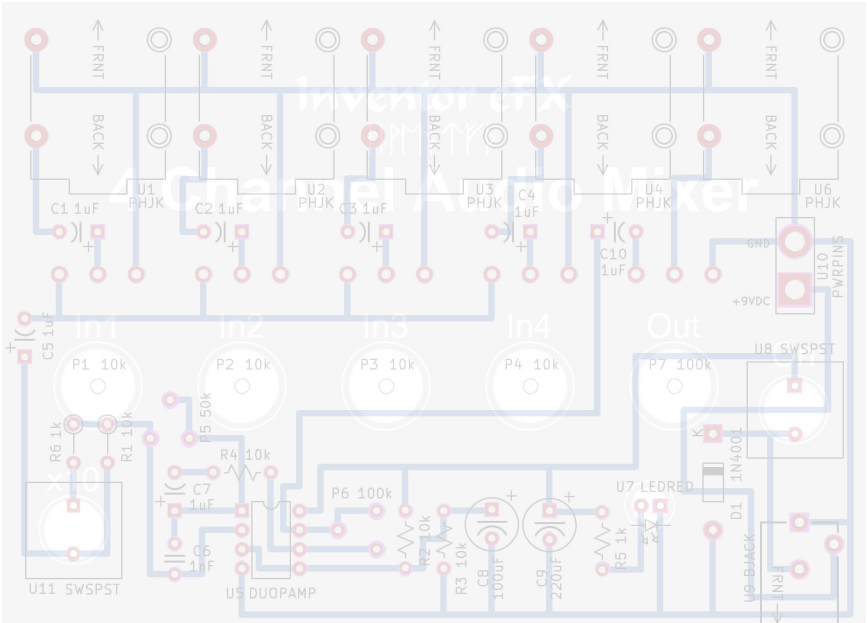 FRNT
FRNT
FRNT
FRNT
FRNT
Inventor eFX
BACK
BACK
BACK
BACK
BACK
4 Channel Audio Mixer
U1
PHJK
U2
PHJK
U3
PHJK
U4
PHJK
U6
PHJK
C1 1uF
C2 1uF
C3 1uF
C4
1uF
C10
1uF
GND
+9VDC
U10
PWRPINS
C5 1uF
In1
In2
In3
In4
Out
U8 SWSPST
P1 10k
P2 10k
P3 10k
P4 10k
P7 100k
P5 50k
R6 1k
R1 10k
R4 10k
K
1N4001
D1
x10
C7
1uF
P6 100k
U7 LEDRED
C6
1nF
R2 10k
R3 10k
C8
100uF
C9
220uF
R5 1k
U9 BJACK
FRNT
U11 SWSPST
U5 DUOPAMP